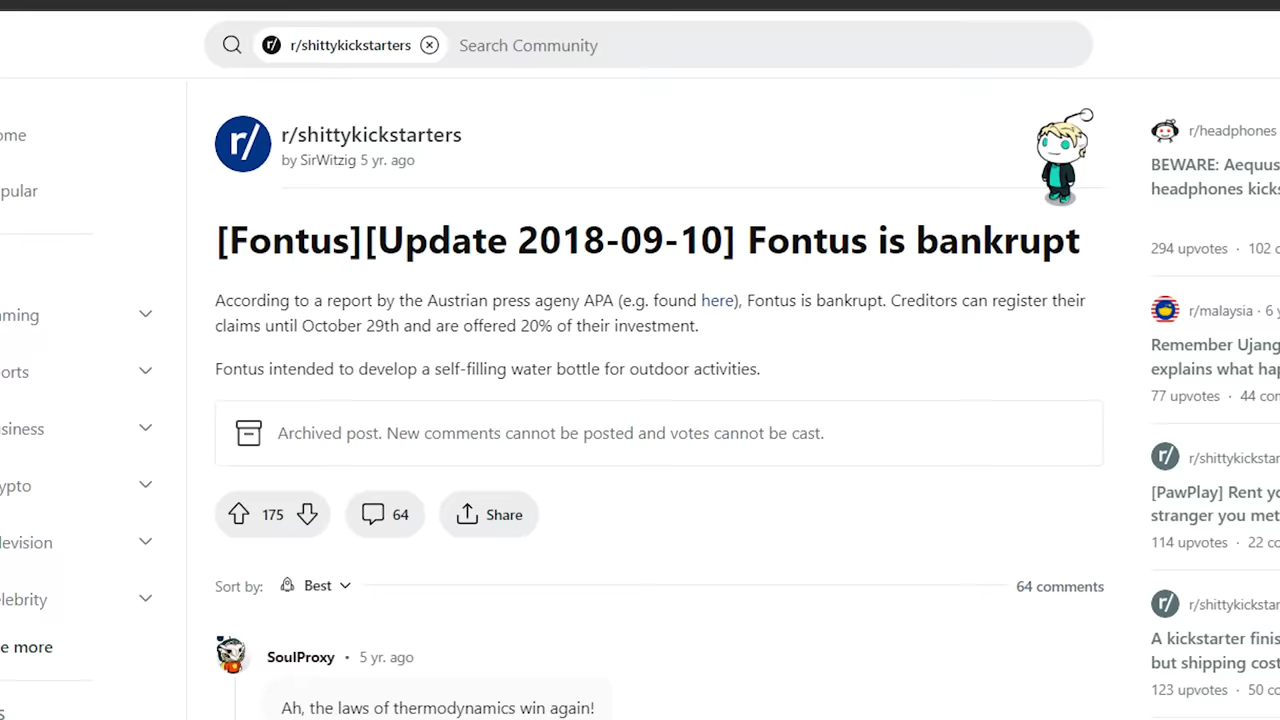 r/shittykickstarters
Search Community
r/shittykickstarters
by SirWitzig 5 yr. ago
[Fontus][Update 2018-09-10] Fontus is bankrupt
According to a report by the Austrian press ageny APA (e.g. found here), Fontus is bankrupt. Creditors can register their
claims until October 29th and are offered 20% of their investment.
Fontus intended to develop a self-filling water bottle for outdoor activities.
Archived post. New comments cannot be posted and votes cannot be cast.
175
64
Share
Sort by:
Best
64 comments
SoulProxy • 5 yr. ago
Ah, the laws of thermodynamics win again!
ome
pular
ming
orts
siness
ypto
levision
lebrity
e more
r/headphones
BEWARE: Aequus
headphones kicks
294 upvotes · 102 c
r/malaysia · 6 y
Remember Ujang
explains what hap
77 upvotes · 44 con
r/shittykickstar
[PawPlay] Rent yo
stranger you met
114 upvotes · 22 co
r/shittykickstar
A kickstarter finis
but shipping cost
123 upvotes · 50 co